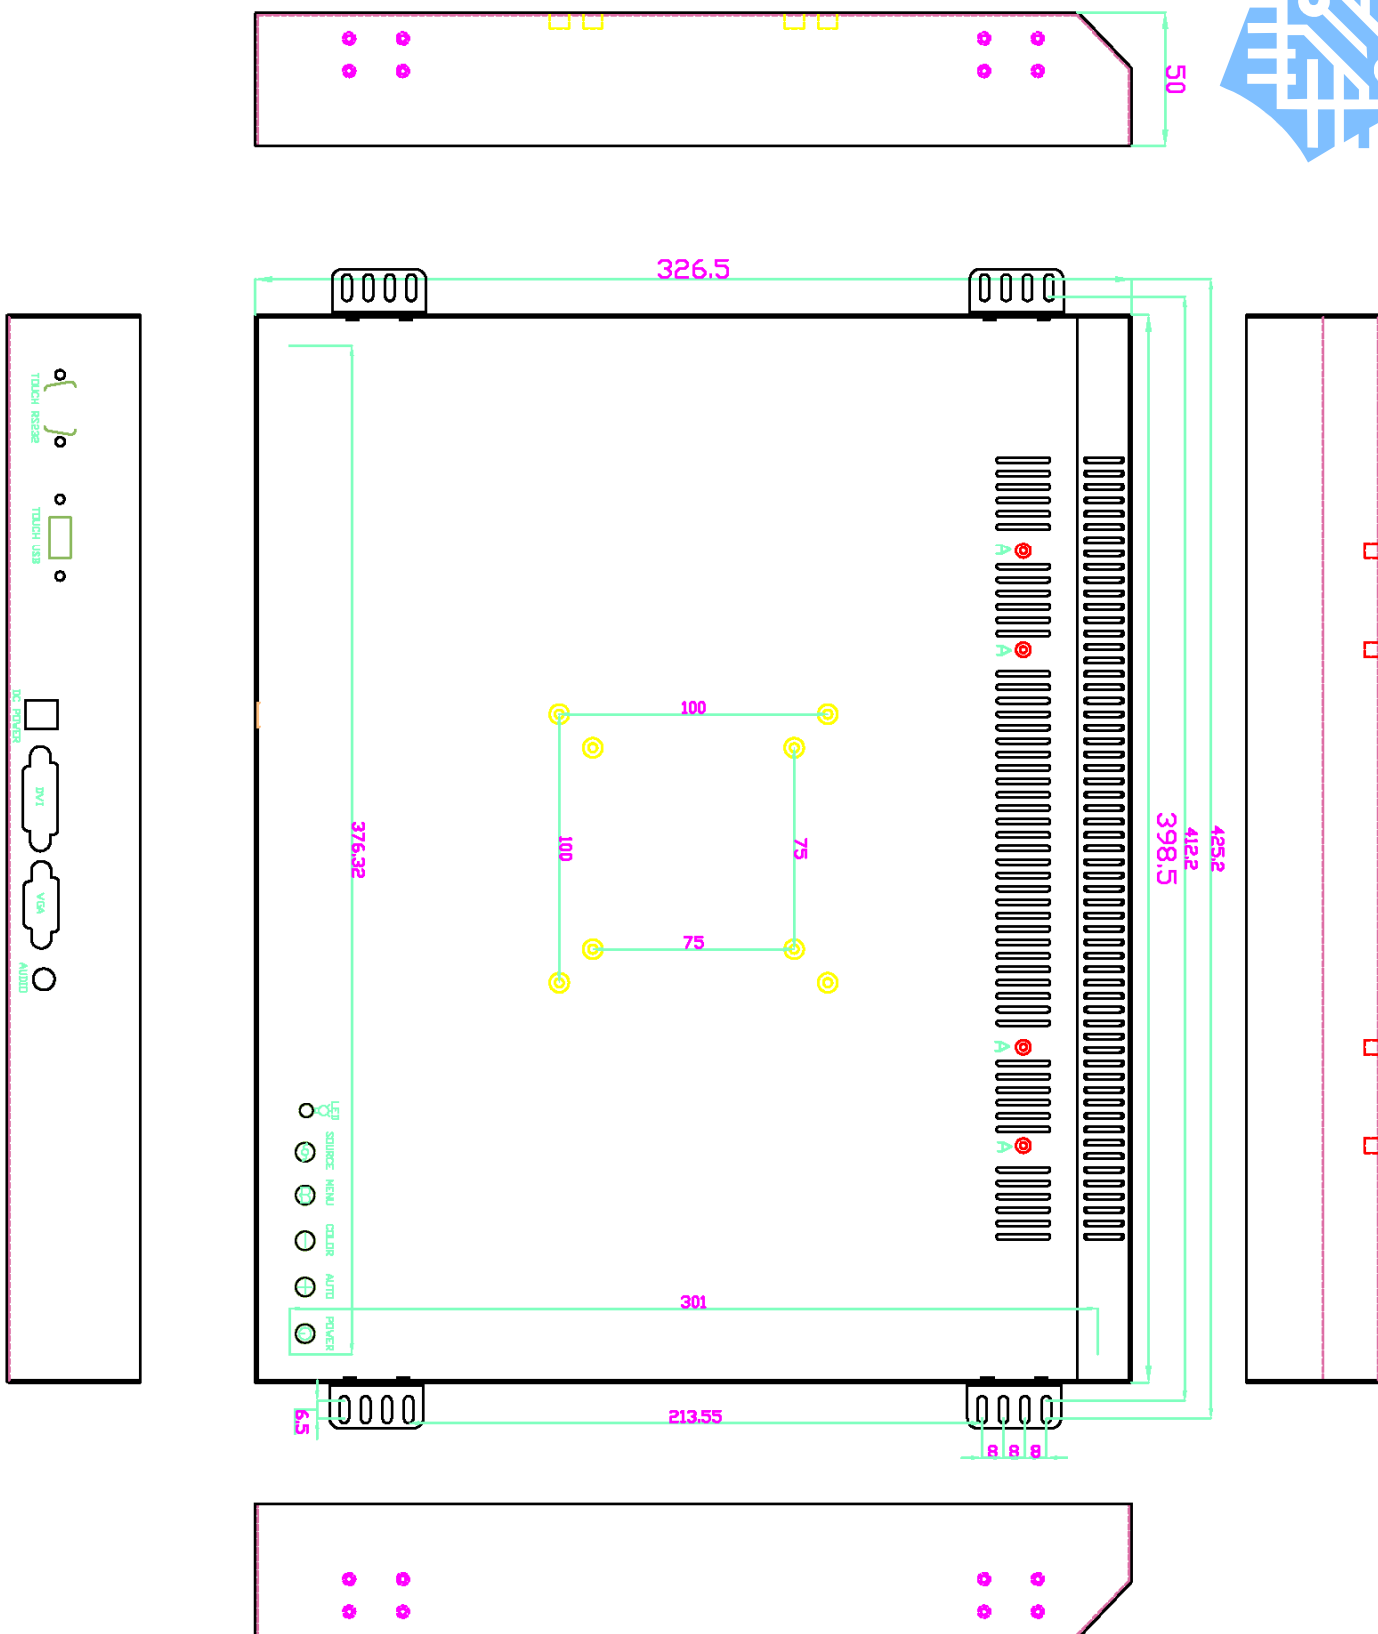 50
326.5
TOUCH RS232
TOUCH USB
A
A
DC POWER
100
DVI
376.32
100
75
398.5
412.2
425.2
VGA
75
AUDIO
A
LED
SOURCE
A
MENU
COLOR
AUTO
301
POWER
6.5
213.55
8 8 8